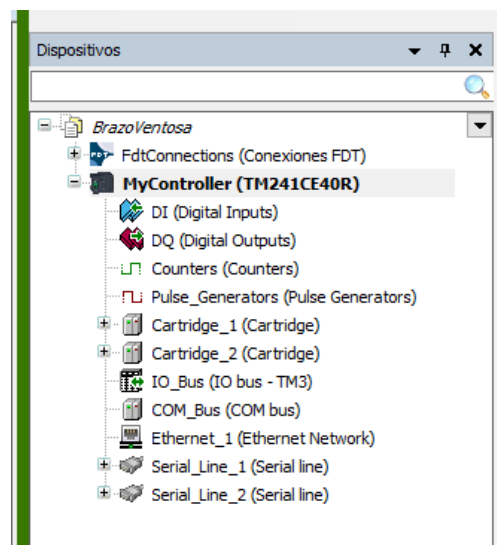 Dispositivos
BrazoVentosa
FDT FdtConnections (Conexiones FDT)
MyController (TM241CE40R)
DI (Digital Inputs)
DQ (Digital Outputs)
Counters (Counters)
Pulse_Generators (Pulse Generators)
Cartridge_1 (Cartridge)
Cartridge_2 (Cartridge)
IO_Bus (IO bus - TM3)
COM_Bus (COM bus)
Ethernet_1 (Ethernet Network)
Serial_Line_1 (Serial line)
Serial_Line_2 (Serial line)